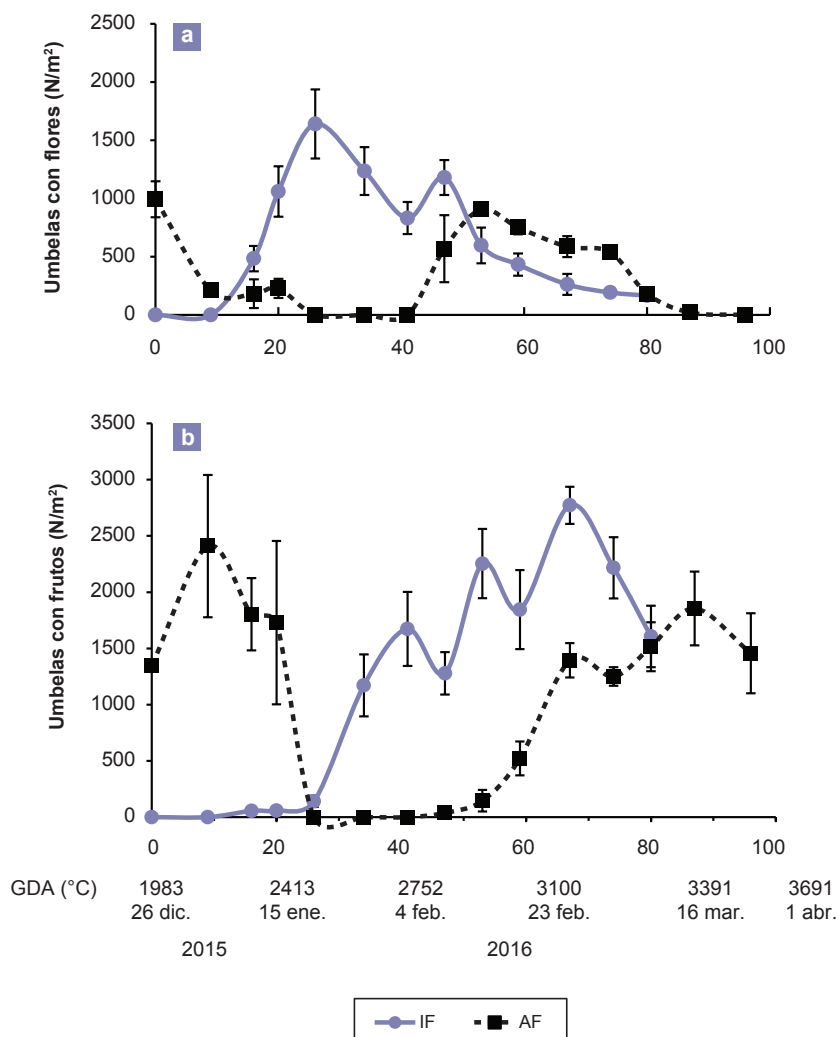 a
Umbelas con flores (N/m²)
2500
2000
1500
1000
500
0
0 20 40 60 80 100
b
Umbelas con frutos (N/m²)
3500
3000
2500
2000
1500
1000
500
0
0 20 40 60 80 100
GDA (°C) 1983 2413 2752 3100 3391 3691
26 dic. 15 ene. 4 feb. 23 feb. 16 mar. 1 abr.
2015 2016
IF AF